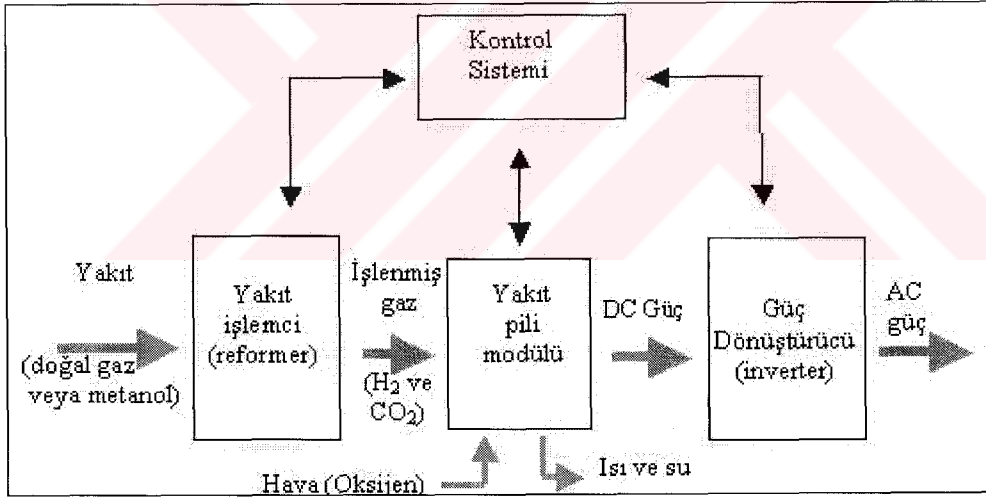 Kontrol
Sistemi
Yakıt
(doğal gaz
veya metanol)
Yakıt
işlemci
(reformer)
İşlenmiş
gaz
(H₂ ve
CO₂)
Yakıt
pili
modülü
DC Güç
Güç
Dönüştürücü
(inverter)
AC
güç
Hava (Oksijen)
Isı ve su